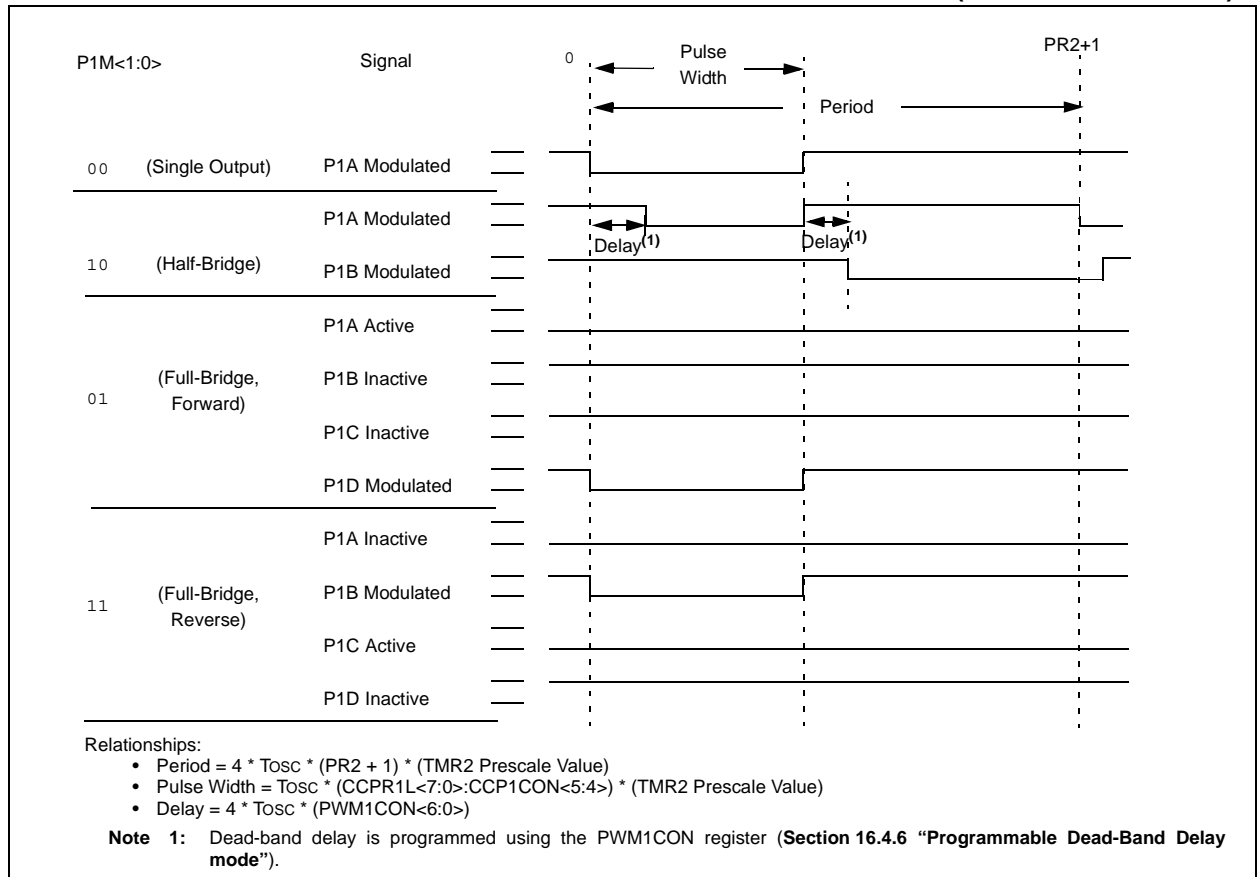 P1M<1:0> Signal 0 Pulse Width PR2+1
Period
00 (Single Output) P1A Modulated
P1A Modulated
Delay(1) Delay(1)
10 (Half-Bridge) P1B Modulated
P1A Active
(Full-Bridge, Forward) P1B Inactive
01
P1C Inactive
P1D Modulated
P1A Inactive
(Full-Bridge, Reverse) P1B Modulated
11
P1C Active
P1D Inactive
Relationships:
• Period = 4 * TOSC * (PR2 + 1) * (TMR2 Prescale Value)
• Pulse Width = TOSC * (CCPR1L<7:0>:CCP1CON<5:4>) * (TMR2 Prescale Value)
• Delay = 4 * TOSC * (PWM1CON<6:0>)
Note 1: Dead-band delay is programmed using the PWM1CON register (Section 16.4.6 “Programmable Dead-Band Delay
mode”).